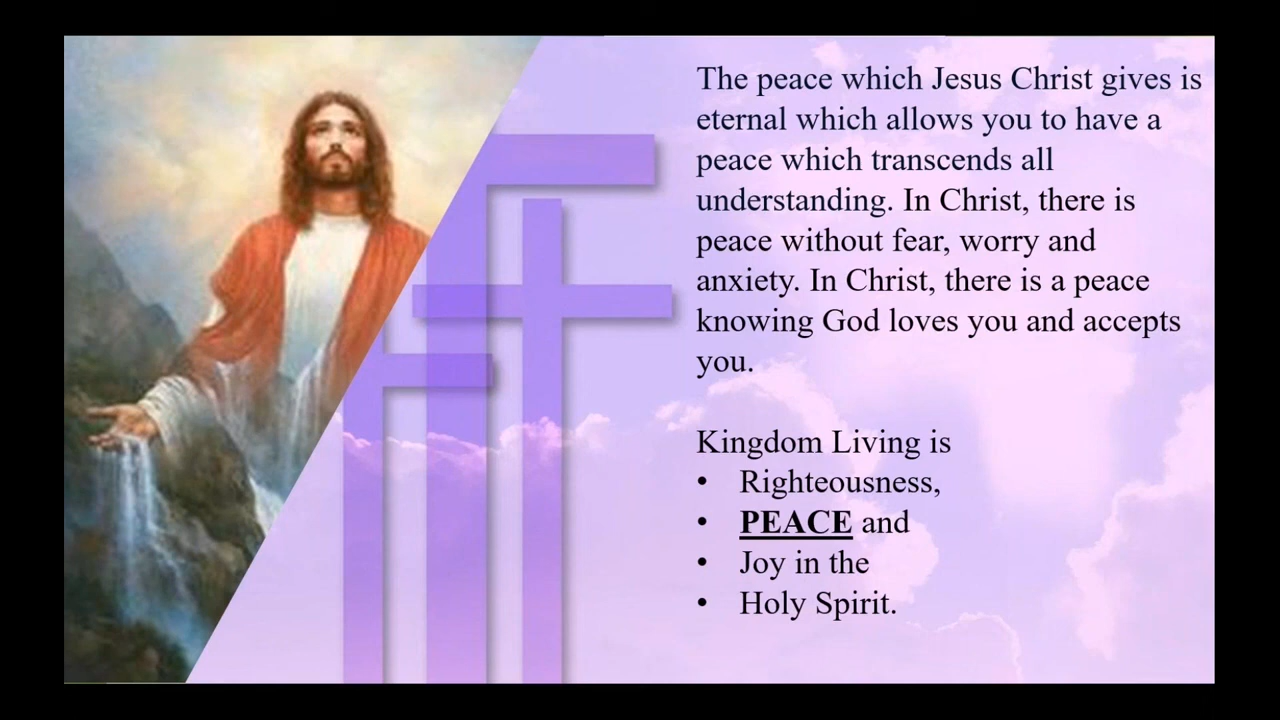 The peace which Jesus Christ gives is
eternal which allows you to have a
peace which transcends all
understanding. In Christ, there is
peace without fear, worry and
anxiety. In Christ, there is a peace
knowing God loves you and accepts
you.
Kingdom Living is
• Righteousness,
• PEACE and
• Joy in the
• Holy Spirit.